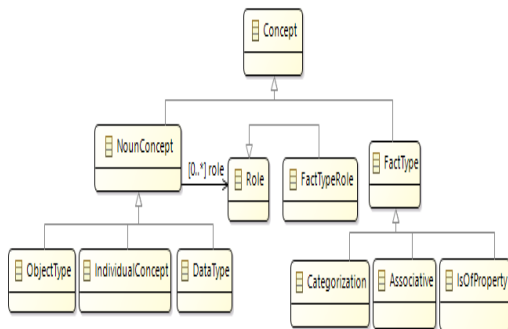 Concept
NounConcept
[0..*] role
Role
FactTypeRole
FactType
ObjectType
IndividualConcept
DataType
Categorization
Associative
IsOfProperty